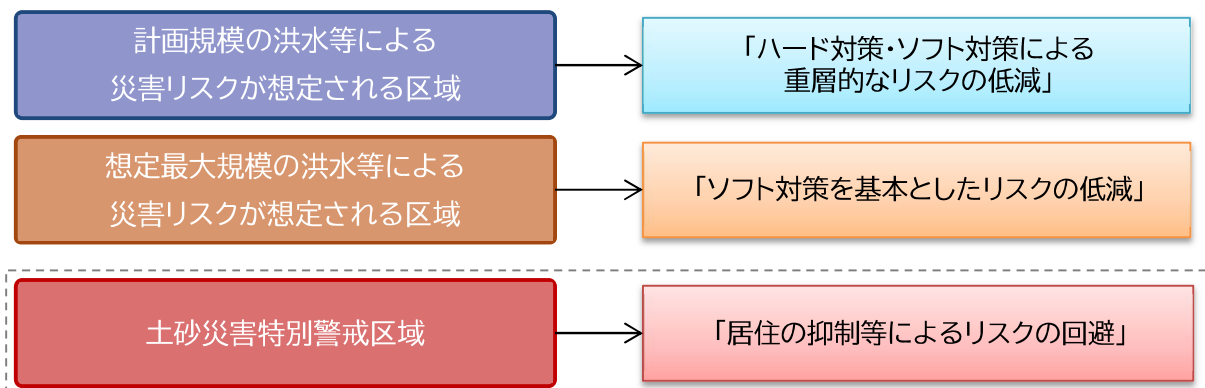 計画規模の洪水等による
災害リスクが想定される区域
「ハード対策・ソフト対策による
重層的なリスクの低減」
想定最大規模の洪水等による
災害リスクが想定される区域
「ソフト対策を基本としたリスクの低減」
土砂災害特別警戒区域
「居住の抑制等によるリスクの回避」